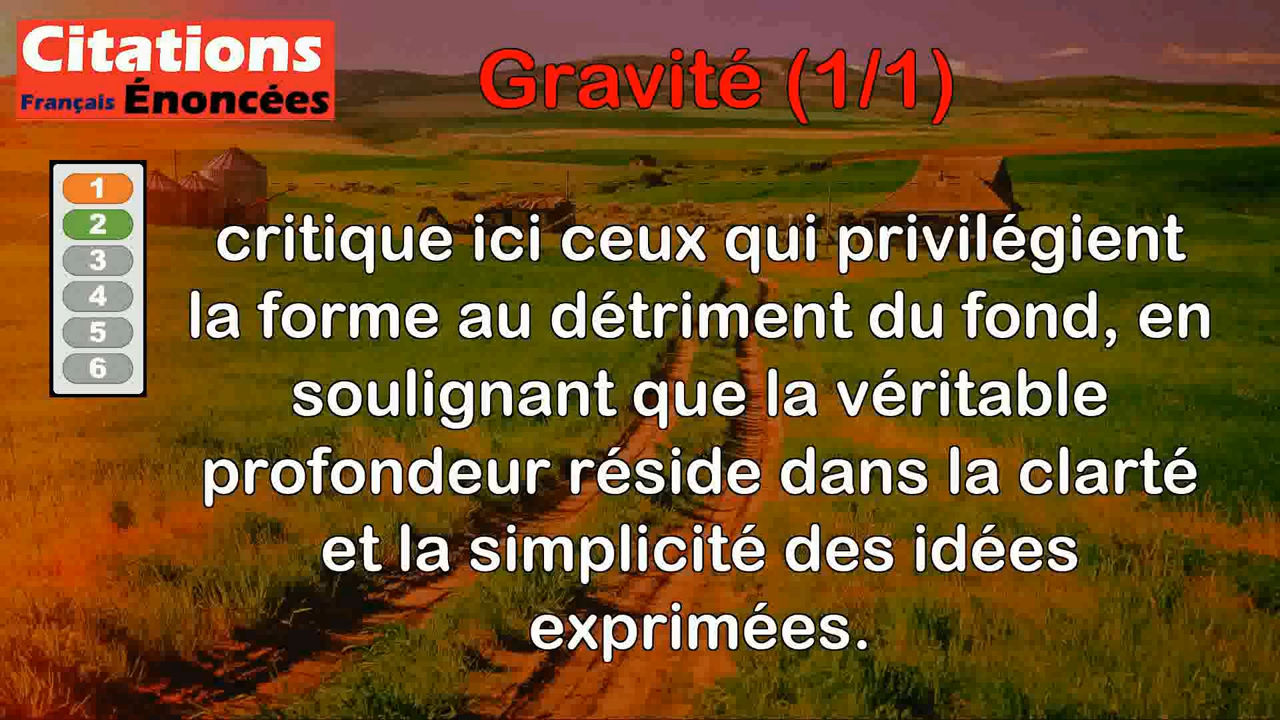 Citations
Français Énoncées
Gravité (1/1)
1
2
3
4
5
6
critique ici ceux qui privilégient
la forme au détriment du fond, en
soulignant que la véritable
profondeur réside dans la clarté
et la simplicité des idées
exprimées.